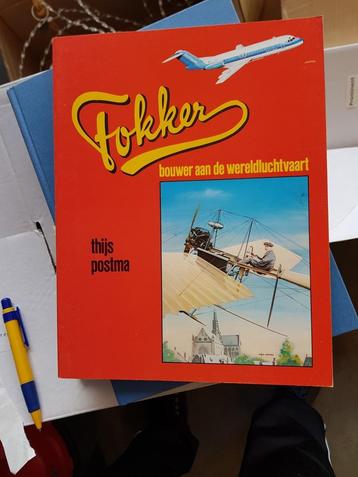 Fokker
bouwer aan de wereldluchtvaart
thijs
postma